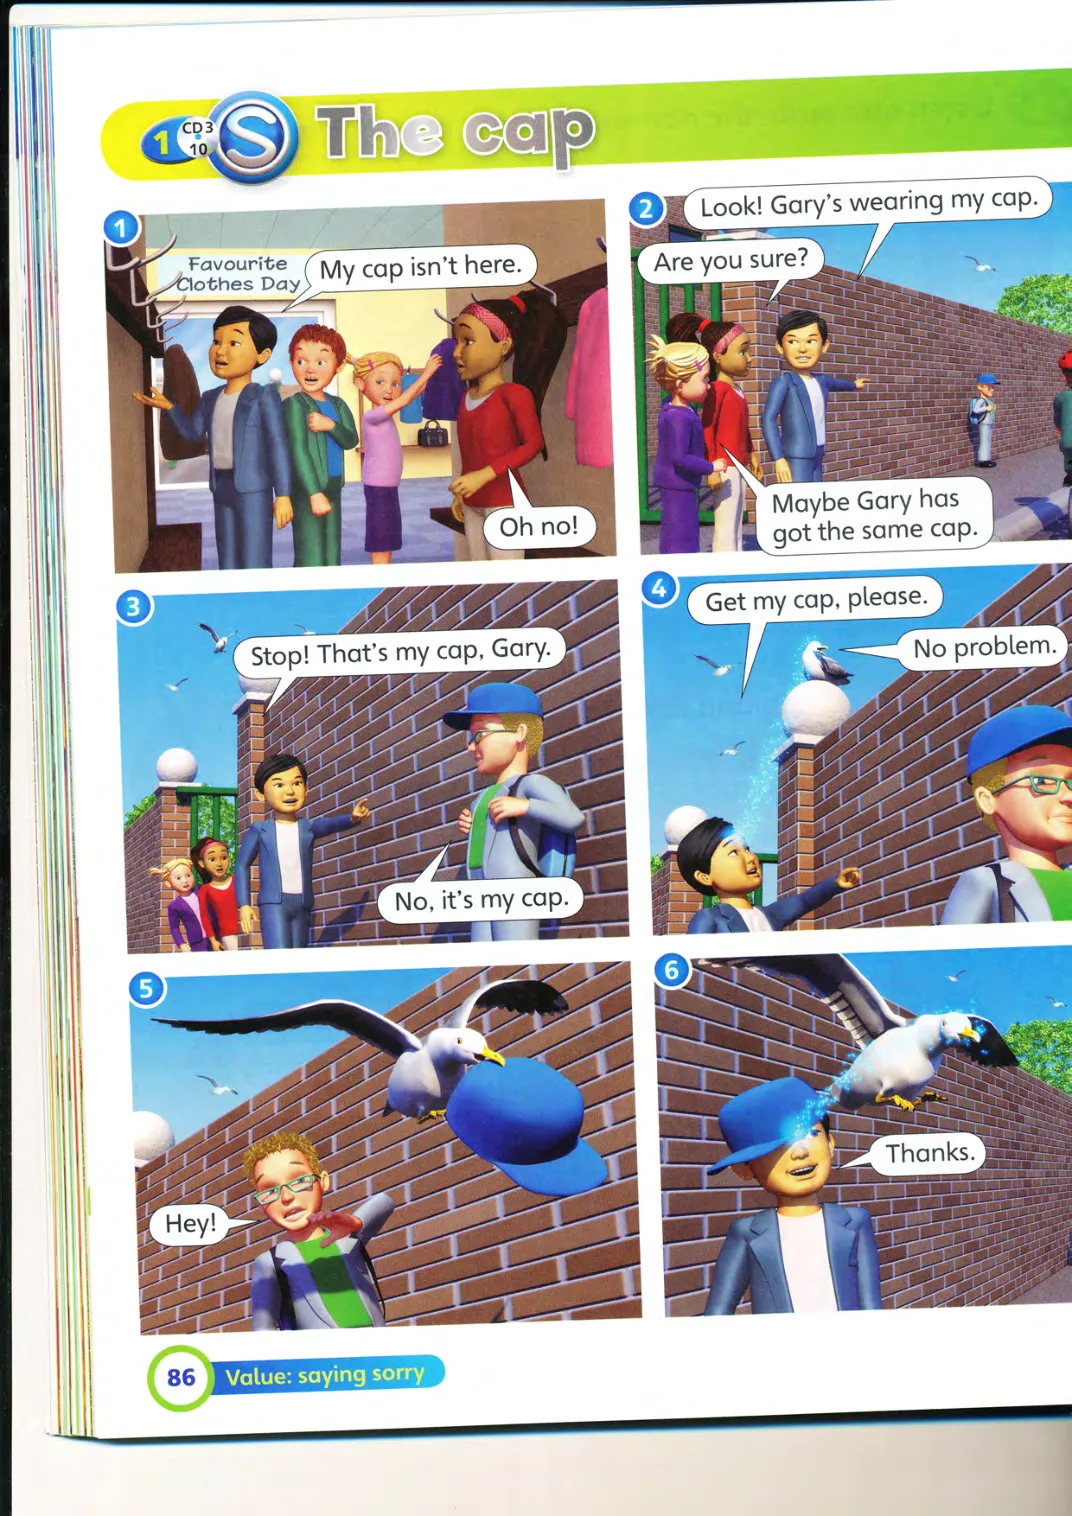 1
CD 3
10
S
The cap
1
Favourite
Clothes Day
My cap isn't here.
Oh no!
2
Look! Gary's wearing my cap.
Are you sure?
Maybe Gary has
got the same cap.
3
Stop! That's my cap, Gary.
No, it's my cap.
4
Get my cap, please.
No problem.
5
Hey!
6
Thanks.
86
Value: saying sorry